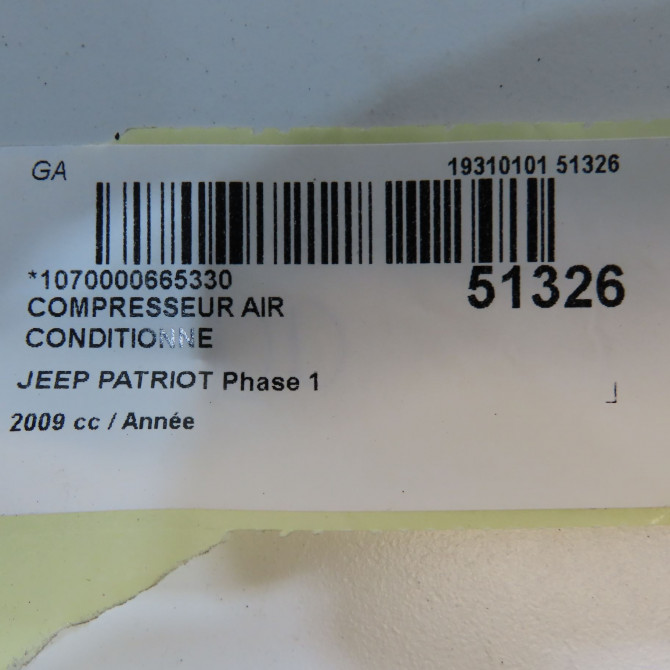 GA
19310101 51326
*1070000665330
51326
COMPRESSEUR AIR
CONDITIONNE
JEEP PATRIOT Phase 1
2009 cc / Année